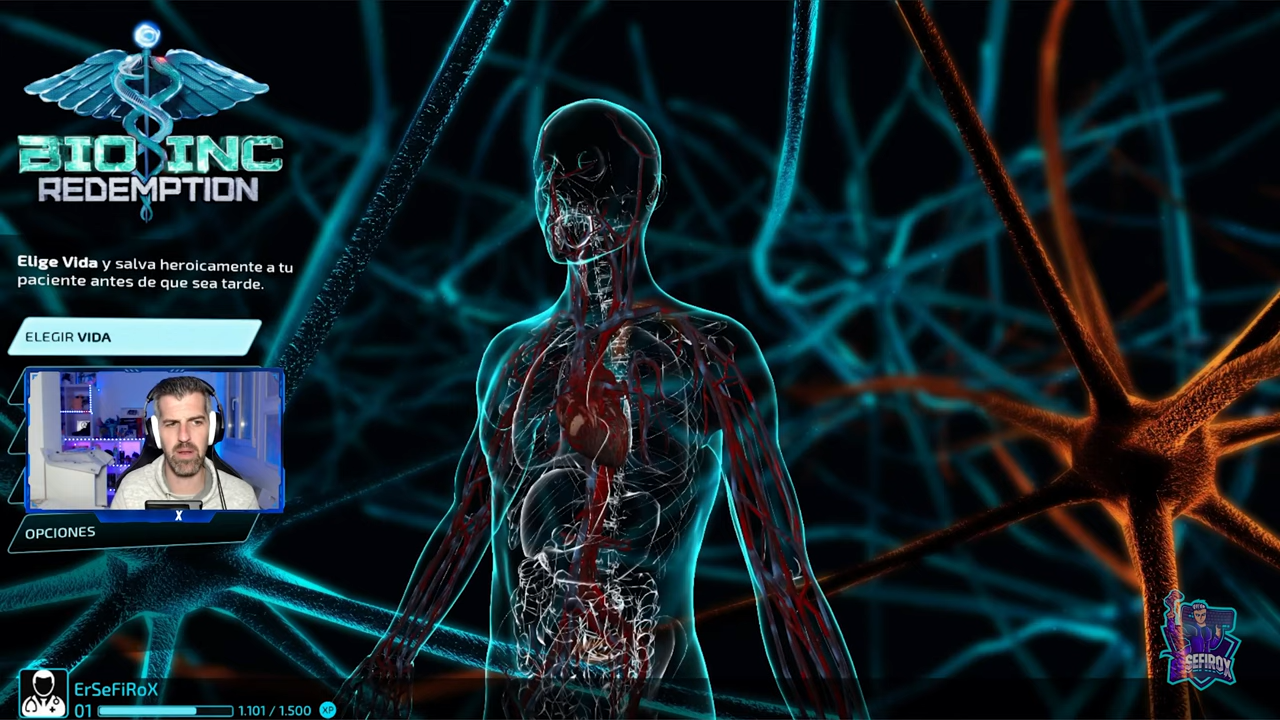 BIO INC
REDEMPTION
Elige Vida y salva heroicamente a tu
paciente antes de que sea tarde.
ELEGIR VIDA
X
OPCIONES
ErSeFiRoX
01 1.101 / 1.500 XP
SEFIROX